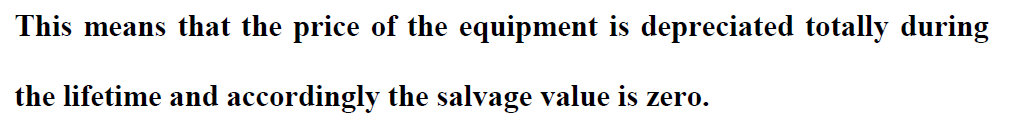 This means that the price of the equipment is depreciated totally during
the lifetime and accordingly the salvage value is zero.